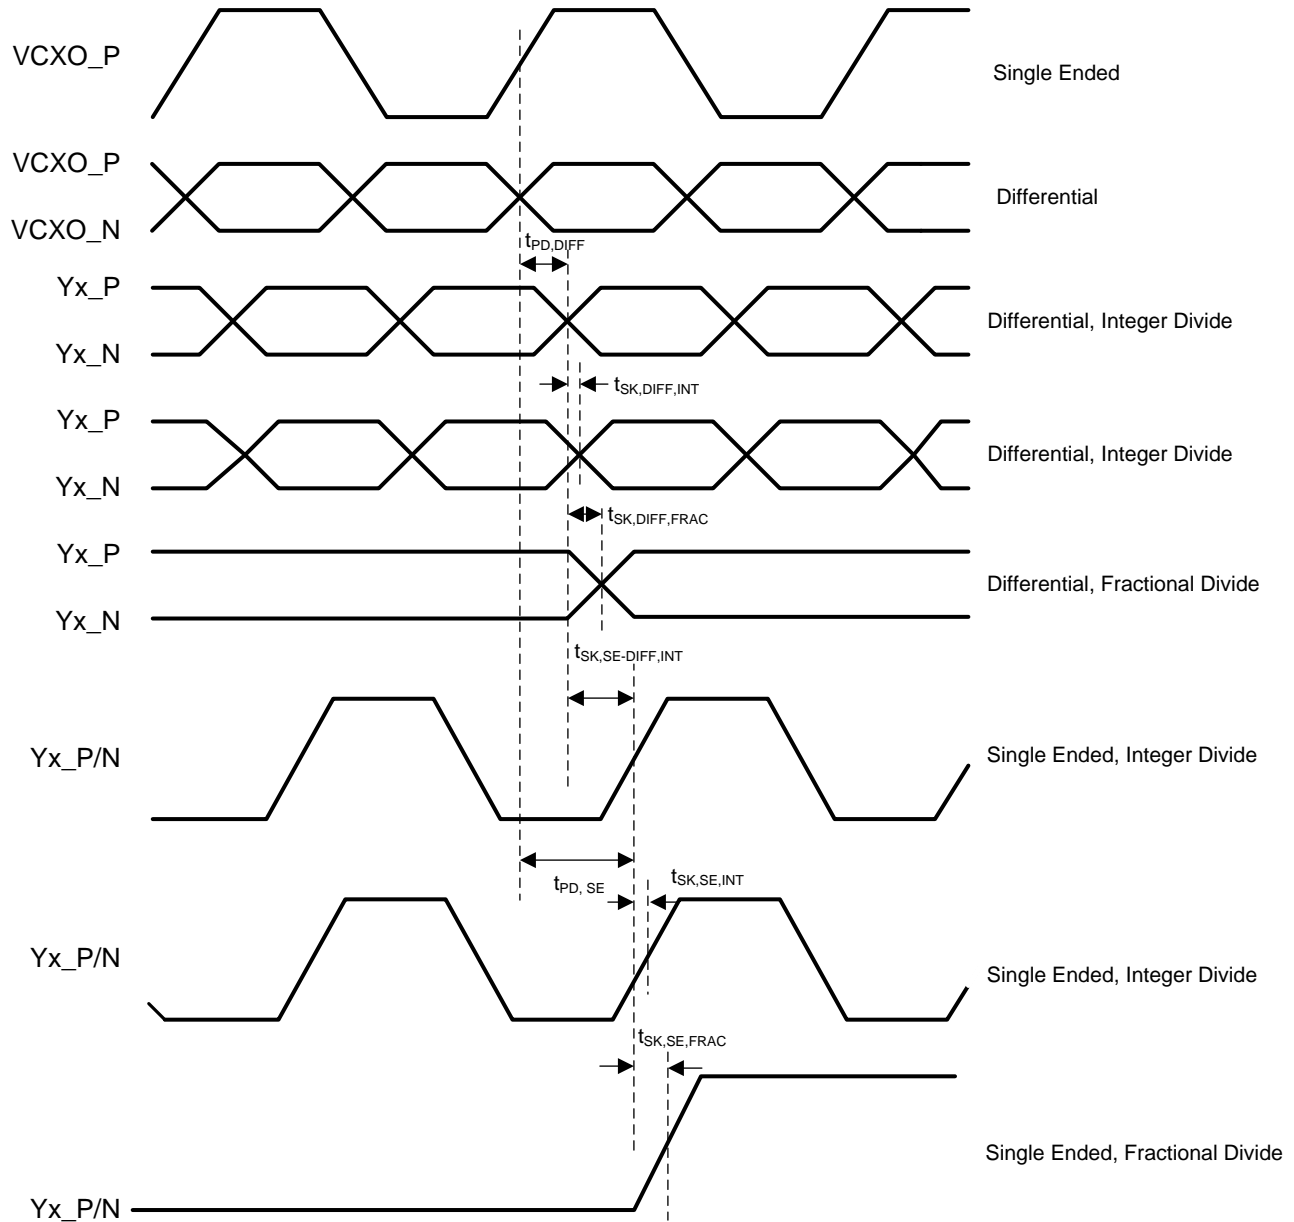 VCXO_P
Single Ended
VCXO_P
Differential
VCXO_N
tPD,DIFF
Yx_P
Differential, Integer Divide
Yx_N
tSK,DIFF,INT
Yx_P
Differential, Integer Divide
Yx_N
tSK,DIFF,FRAC
Yx_P
Differential, Fractional Divide
Yx_N
tSK,SE-DIFF,INT
Yx_P/N
Single Ended, Integer Divide
tPD, SE
tSK,SE,INT
Yx_P/N
Single Ended, Integer Divide
tSK,SE,FRAC
Single Ended, Fractional Divide
Yx_P/N